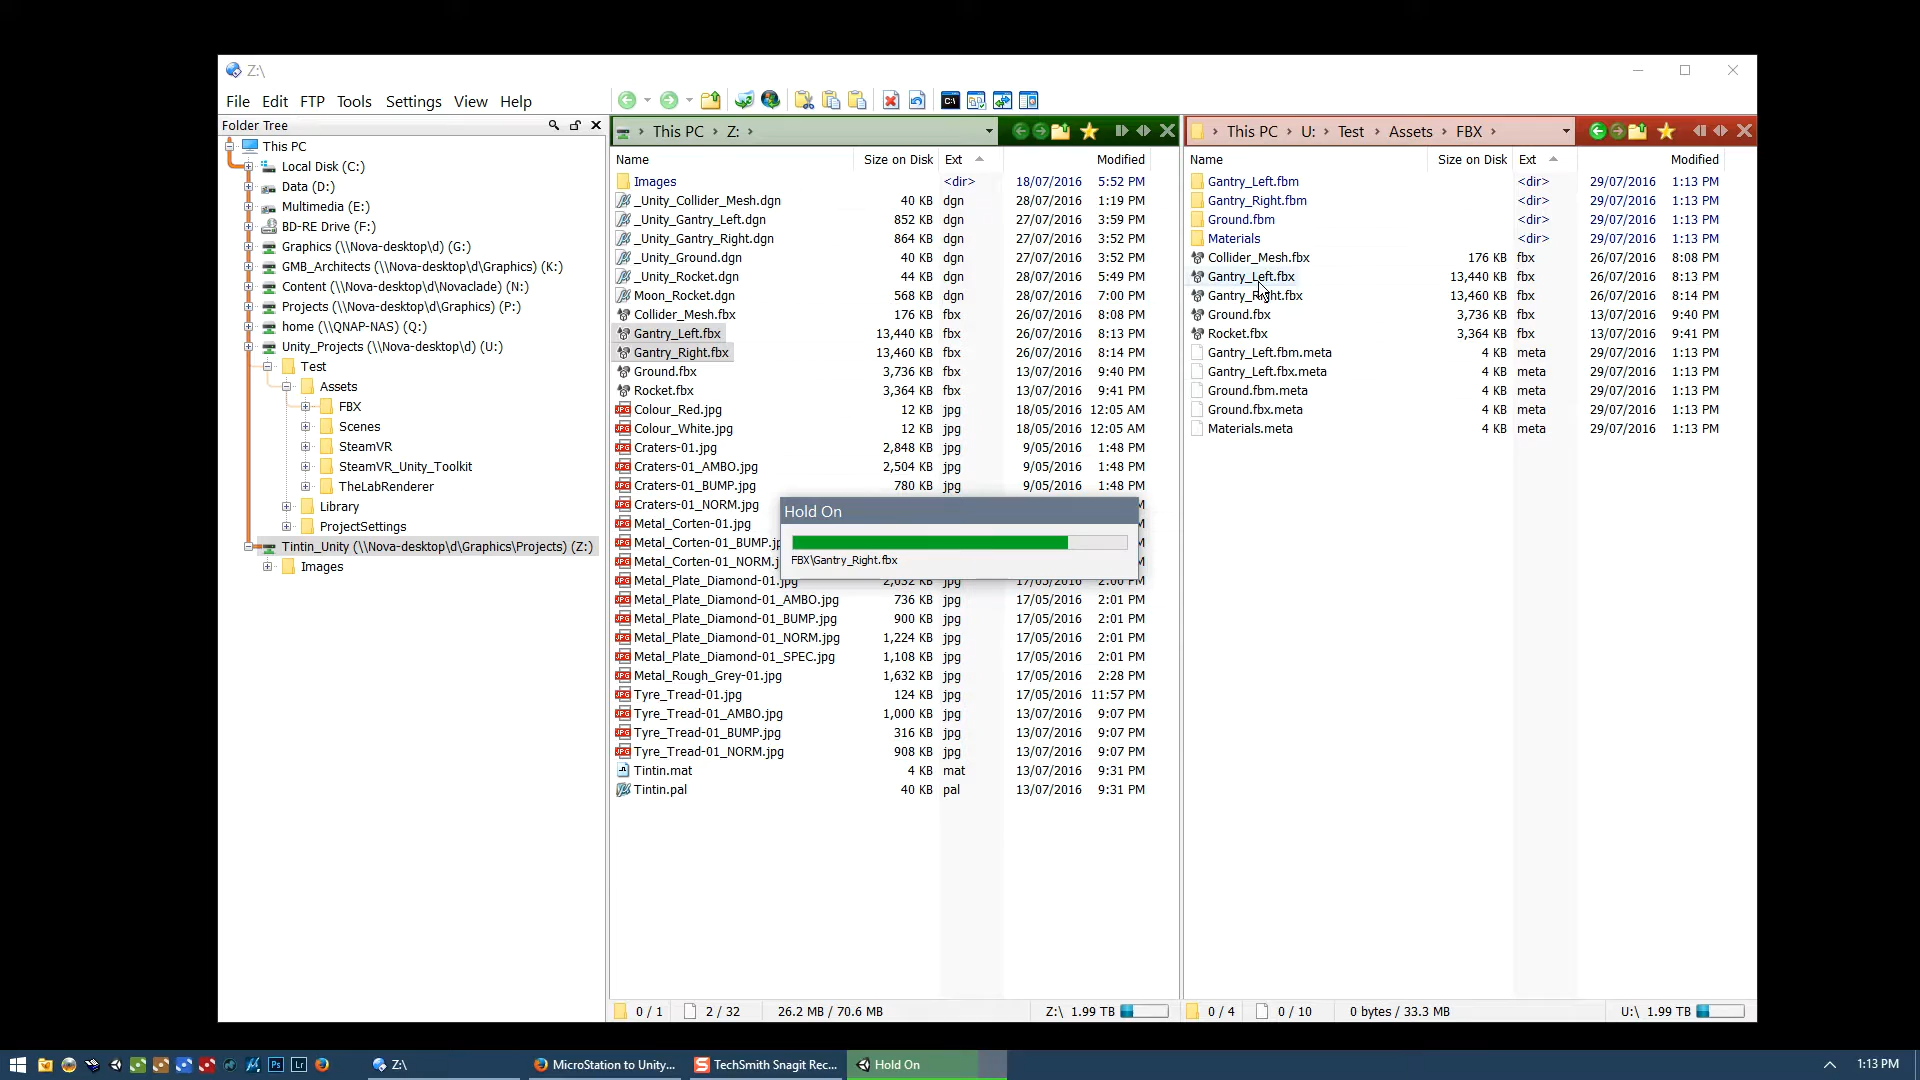 Z:\
File Edit FTP Tools Settings View Help
Folder Tree
This PC
Local Disk (C:)
Data (D:)
Multimedia (E:)
BD-RE Drive (F:)
Graphics (\\Nova-desktop\d) (G:)
GMB_Architects (\\Nova-desktop\d\Graphics) (K:)
Content (\\Nova-desktop\d\Novaclade) (N:)
Projects (\\Nova-desktop\d\Graphics) (P:)
home (\\QNAP-NAS) (Q:)
Unity_Projects (\\Nova-desktop\d) (U:)
Test
Assets
FBX
Scenes
SteamVR
SteamVR_Unity_Toolkit
TheLabRenderer
Library
ProjectSettings
Tintin_Unity (\\Nova-desktop\d\Graphics\Projects) (Z:)
Images
This PC › Z: ›
Name Size on Disk Ext Modified
Images <dir> 18/07/2016 5:52 PM
_Unity_Collider_Mesh.dgn 40 KB dgn 28/07/2016 1:19 PM
_Unity_Gantry_Left.dgn 852 KB dgn 27/07/2016 3:59 PM
_Unity_Gantry_Right.dgn 864 KB dgn 27/07/2016 3:52 PM
_Unity_Ground.dgn 40 KB dgn 27/07/2016 3:52 PM
_Unity_Rocket.dgn 44 KB dgn 28/07/2016 5:49 PM
Moon_Rocket.dgn 568 KB dgn 28/07/2016 7:00 PM
Collider_Mesh.fbx 176 KB fbx 26/07/2016 8:08 PM
Gantry_Left.fbx 13,440 KB fbx 26/07/2016 8:13 PM
Gantry_Right.fbx 13,460 KB fbx 26/07/2016 8:14 PM
Ground.fbx 3,736 KB fbx 13/07/2016 9:40 PM
Rocket.fbx 3,364 KB fbx 13/07/2016 9:41 PM
Colour_Red.jpg 12 KB jpg 18/05/2016 12:05 AM
Colour_White.jpg 12 KB jpg 18/05/2016 12:05 AM
Craters-01.jpg 2,848 KB jpg 9/05/2016 1:48 PM
Craters-01_AMBO.jpg 2,504 KB jpg 9/05/2016 1:48 PM
Craters-01_BUMP.jpg 780 KB jpg 9/05/2016 1:48 PM
Craters-01_NORM.jpg
Metal_Corten-01.jpg
Metal_Corten-01_BUMP.jp
Metal_Corten-01_NORM.j
Metal_Plate_Diamond-01.jpg 2,032 KB jpg 17/05/2016 2:00 PM
Metal_Plate_Diamond-01_AMBO.jpg 736 KB jpg 17/05/2016 2:01 PM
Metal_Plate_Diamond-01_BUMP.jpg 900 KB jpg 17/05/2016 2:01 PM
Metal_Plate_Diamond-01_NORM.jpg 1,224 KB jpg 17/05/2016 2:01 PM
Metal_Plate_Diamond-01_SPEC.jpg 1,108 KB jpg 17/05/2016 2:01 PM
Metal_Rough_Grey-01.jpg 1,632 KB jpg 17/05/2016 2:28 PM
Tyre_Tread-01.jpg 124 KB jpg 17/05/2016 11:57 PM
Tyre_Tread-01_AMBO.jpg 1,000 KB jpg 13/07/2016 9:07 PM
Tyre_Tread-01_BUMP.jpg 316 KB jpg 13/07/2016 9:07 PM
Tyre_Tread-01_NORM.jpg 908 KB jpg 13/07/2016 9:07 PM
Tintin.mat 4 KB mat 13/07/2016 9:31 PM
Tintin.pal 40 KB pal 13/07/2016 9:31 PM
Hold On
FBX\Gantry_Right.fbx
0 / 1 2 / 32 26.2 MB / 70.6 MB Z:\ 1.99 TB
› This PC › U: › Test › Assets › FBX ›
Name Size on Disk Ext Modified
Gantry_Left.fbm <dir> 29/07/2016 1:13 PM
Gantry_Right.fbm <dir> 29/07/2016 1:13 PM
Ground.fbm <dir> 29/07/2016 1:13 PM
Materials <dir> 29/07/2016 1:13 PM
Collider_Mesh.fbx 176 KB fbx 26/07/2016 8:08 PM
Gantry_Left.fbx 13,440 KB fbx 26/07/2016 8:13 PM
Gantry_Right.fbx 13,460 KB fbx 26/07/2016 8:14 PM
Ground.fbx 3,736 KB fbx 13/07/2016 9:40 PM
Rocket.fbx 3,364 KB fbx 13/07/2016 9:41 PM
Gantry_Left.fbm.meta 4 KB meta 29/07/2016 1:13 PM
Gantry_Left.fbx.meta 4 KB meta 29/07/2016 1:13 PM
Ground.fbm.meta 4 KB meta 29/07/2016 1:13 PM
Ground.fbx.meta 4 KB meta 29/07/2016 1:13 PM
Materials.meta 4 KB meta 29/07/2016 1:13 PM
0 / 4 0 / 10 0 bytes / 33.3 MB U:\ 1.99 TB
Z:\ MicroStation to Unity... TechSmith Snagit Rec... Hold On 1:13 PM